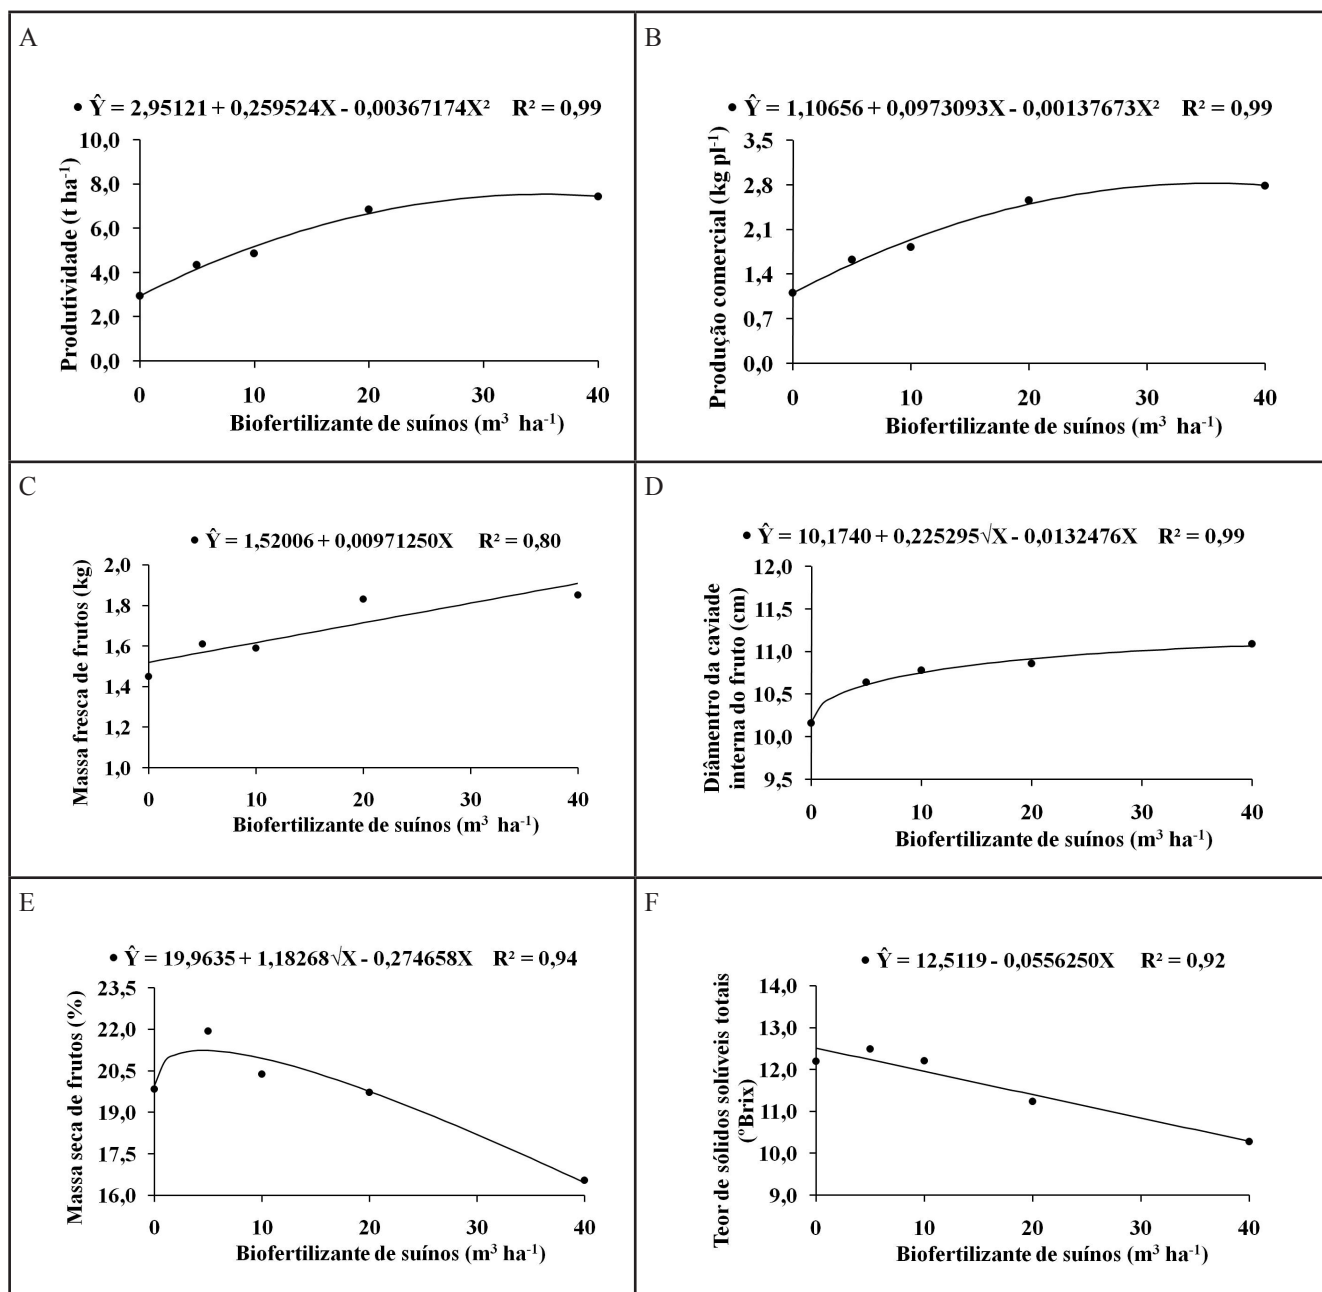 A
• Ŷ = 2,95121 + 0,259524X - 0,00367174X² R² = 0,99
Produtividade (t ha⁻¹)
10,0
8,0
6,0
4,0
2,0
0,0
0 10 20 30 40
Biofertilizante de suínos (m³ ha⁻¹)
B
• Ŷ = 1,10656 + 0,0973093X - 0,00137673X² R² = 0,99
Produção comercial (kg pl⁻¹)
3,5
2,8
2,1
1,4
0,7
0,0
0 10 20 30 40
Biofertilizante de suínos (m³ ha⁻¹)
C
• Ŷ = 1,52006 + 0,00971250X R² = 0,80
Massa fresca de frutos (kg)
2,0
1,8
1,6
1,4
1,2
1,0
0 10 20 30 40
Biofertilizante de suínos (m³ ha⁻¹)
D
• Ŷ = 10,1740 + 0,225295√X - 0,0132476X R² = 0,99
Diâmentro da caviade
interna do fruto (cm)
12,0
11,5
11,0
10,5
10,0
9,5
0 10 20 30 40
Biofertilizante de suínos (m³ ha⁻¹)
E
• Ŷ = 19,9635 + 1,18268√X - 0,274658X R² = 0,94
Massa seca de frutos (%)
23,5
22,0
20,5
19,0
17,5
16,0
0 10 20 30 40
Biofertilizante de suínos (m³ ha⁻¹)
F
• Ŷ = 12,5119 - 0,0556250X R² = 0,92
Teor de sólidos solúveis totais
(ºBrix)
14,0
13,0
12,0
11,0
10,0
9,0
0 10 20 30 40
Biofertilizante de suínos (m³ ha⁻¹)